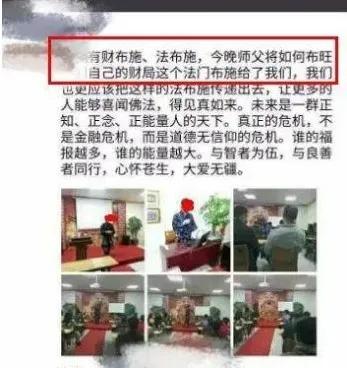 有财布施、法布施，今晚师父将如何布旺
自己的财局这个法门布施给了我们，我们
也更应该把这样的法布施传递出去，让更多的
人能够喜闻佛法，得见真如来。未来是一群正
知、正念、正能量人的天下。真正的危机，不
是金融危机，而是道德无信仰的危机。谁的福
报越多，谁的能量越大。与智者为伍，与良善
者同行，心怀苍生，大爱无疆。